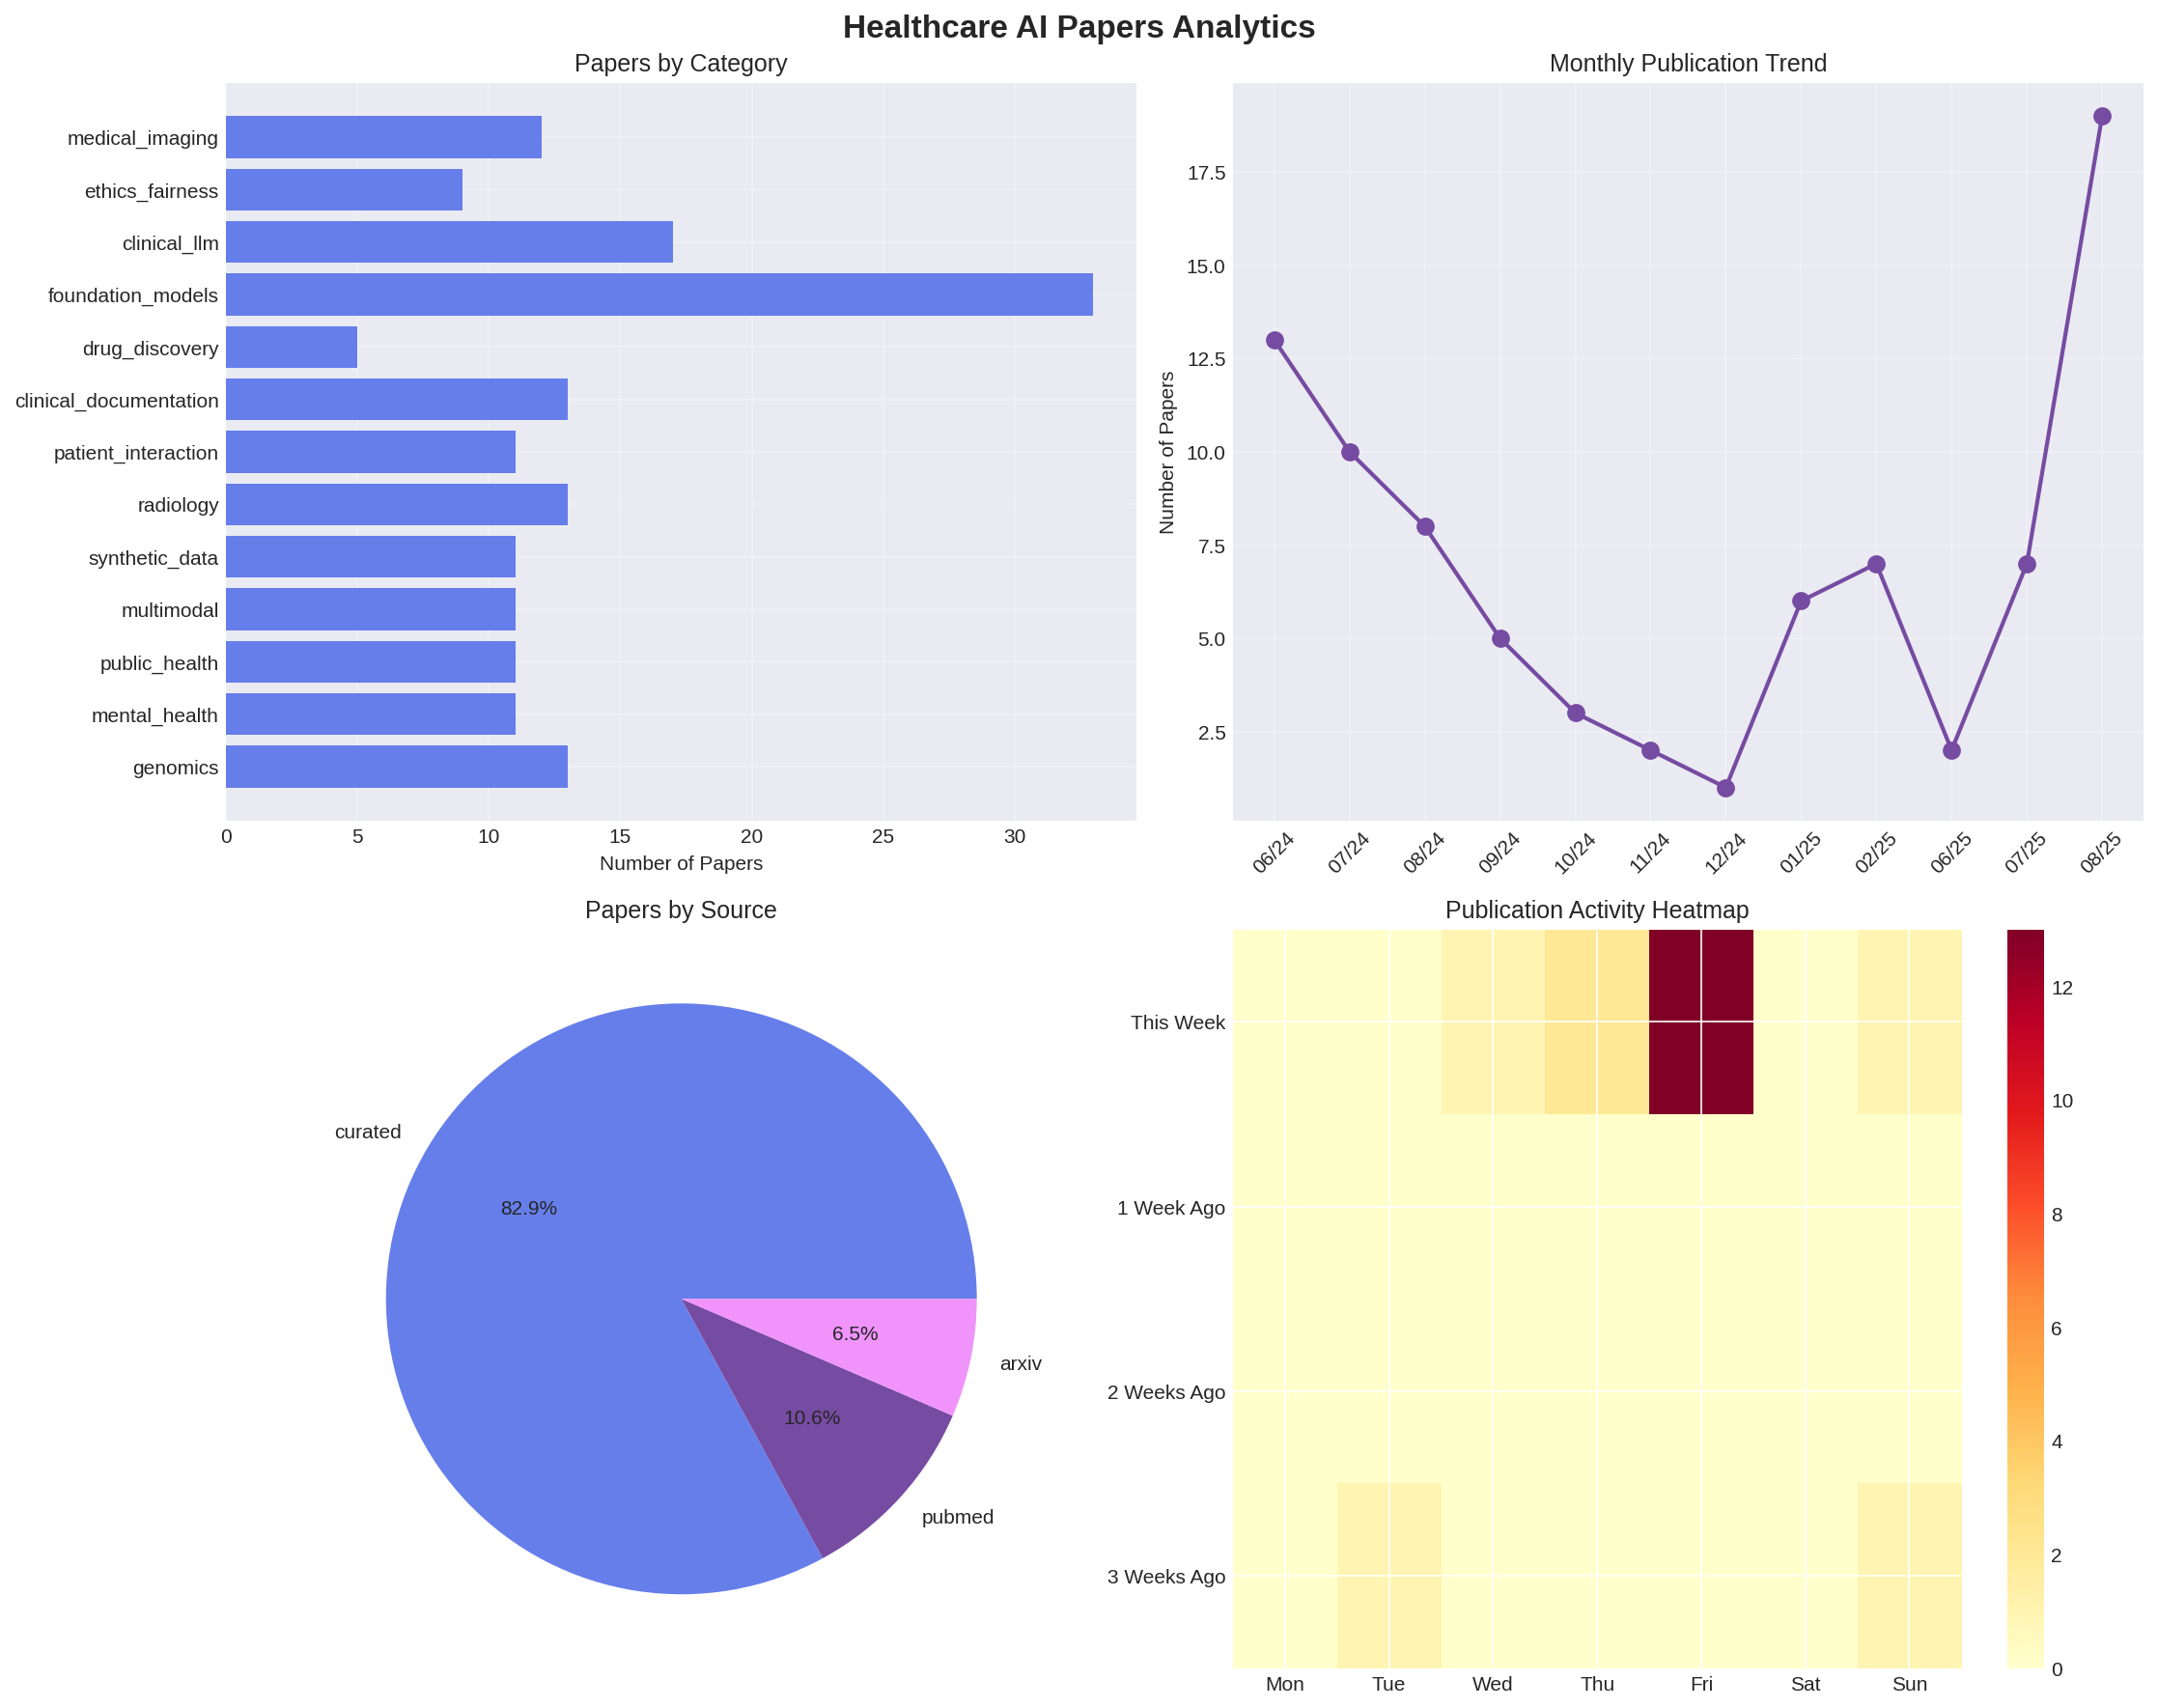 Healthcare AI Papers Analytics
Papers by Category
medical_imaging
ethics_fairness
clinical_llm
foundation_models
drug_discovery
clinical_documentation
patient_interaction
radiology
synthetic_data
multimodal
public_health
mental_health
genomics
0 5 10 15 20 25 30
Number of Papers
Monthly Publication Trend
Number of Papers
17.5
15.0
12.5
10.0
7.5
5.0
2.5
06/24 07/24 08/24 09/24 10/24 11/24 12/24 01/25 02/25 06/25 07/25 08/25
Papers by Source
curated
82.9%
6.5%
arxiv
10.6%
pubmed
Publication Activity Heatmap
This Week
1 Week Ago
2 Weeks Ago
3 Weeks Ago
Mon Tue Wed Thu Fri Sat Sun
12
10
8
6
4
2
0